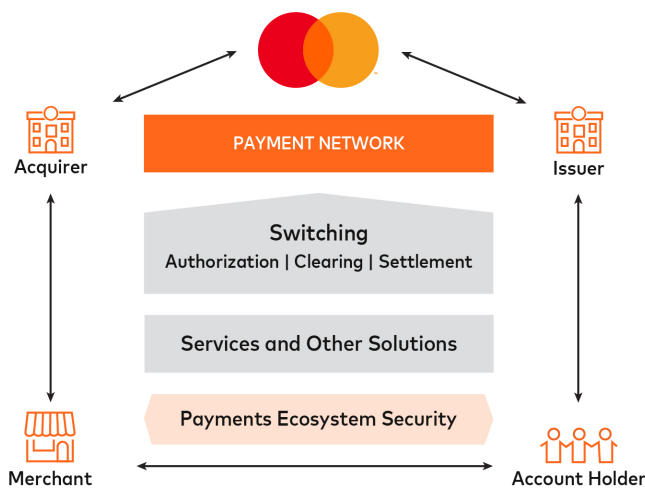 PAYMENT NETWORK
Acquirer
Issuer
Switching
Authorization | Clearing | Settlement
Services and Other Solutions
Payments Ecosystem Security
Merchant
Account Holder